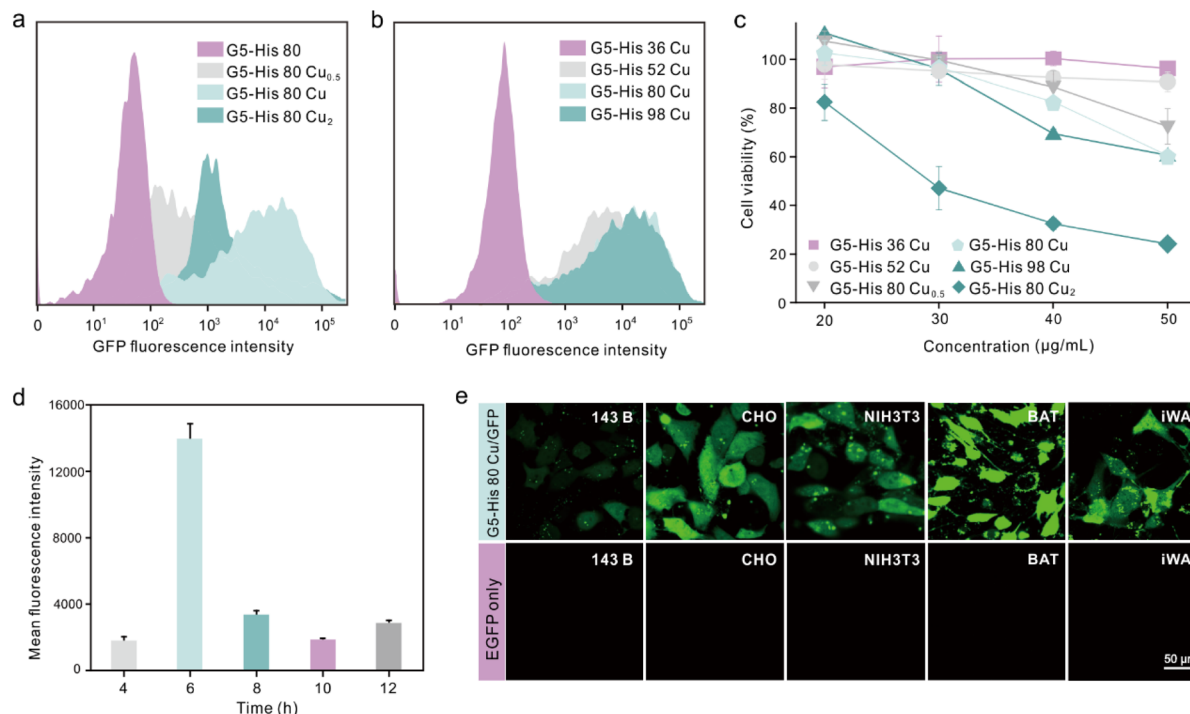 a
G5-His 80
G5-His 80 Cu0.5
G5-His 80 Cu
G5-His 80 Cu2
0 10¹ 10² 10³ 10⁴ 10⁵
GFP fluorescence intensity
b
G5-His 36 Cu
G5-His 52 Cu
G5-His 80 Cu
G5-His 98 Cu
0 10¹ 10² 10³ 10⁴ 10⁵
GFP fluorescence intensity
c
Cell viability (%)
100
80
60
40
20
0
G5-His 36 Cu
G5-His 52 Cu
G5-His 80 Cu0.5
G5-His 80 Cu
G5-His 98 Cu
G5-His 80 Cu2
20 30 40 50
Concentration (µg/mL)
d
Mean fluorescence intensity
16000
12000
8000
4000
0
4 6 8 10 12
Time (h)
e
G5-His 80 Cu/GFP
143 B CHO NIH3T3 BAT iWA
EGFP only
143 B CHO NIH3T3 BAT iWA
50 µm